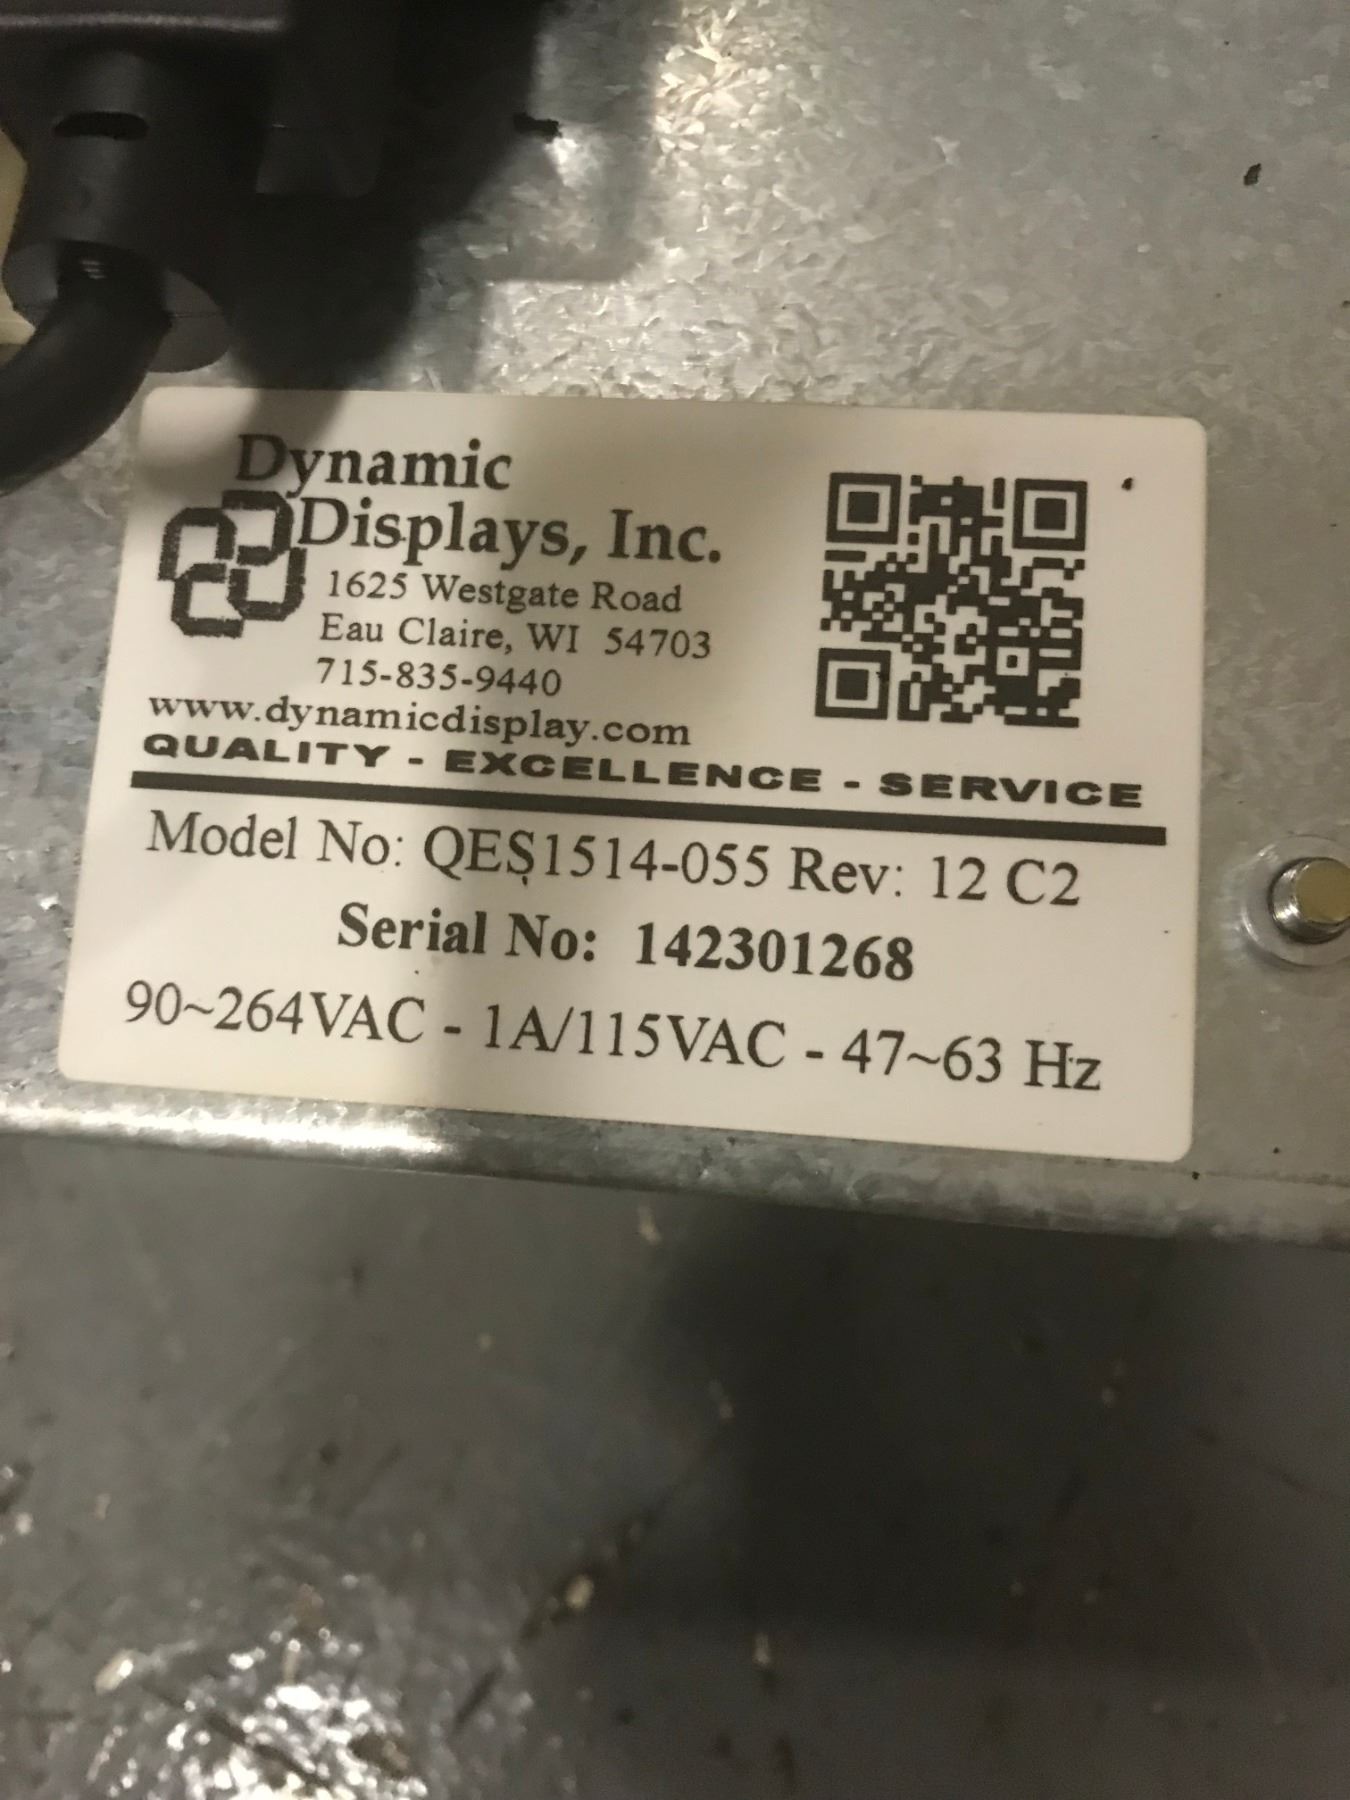 Dynamic
Displays, Inc.
1625 Westgate Road
Eau Claire, WI 54703
715-835-9440
www.dynamicdisplay.com
QUALITY - EXCELLENCE - SERVICE
Model No: QES1514-055 Rev: 12 C2
Serial No: 142301268
90~264VAC - 1A/115VAC - 47~63 Hz